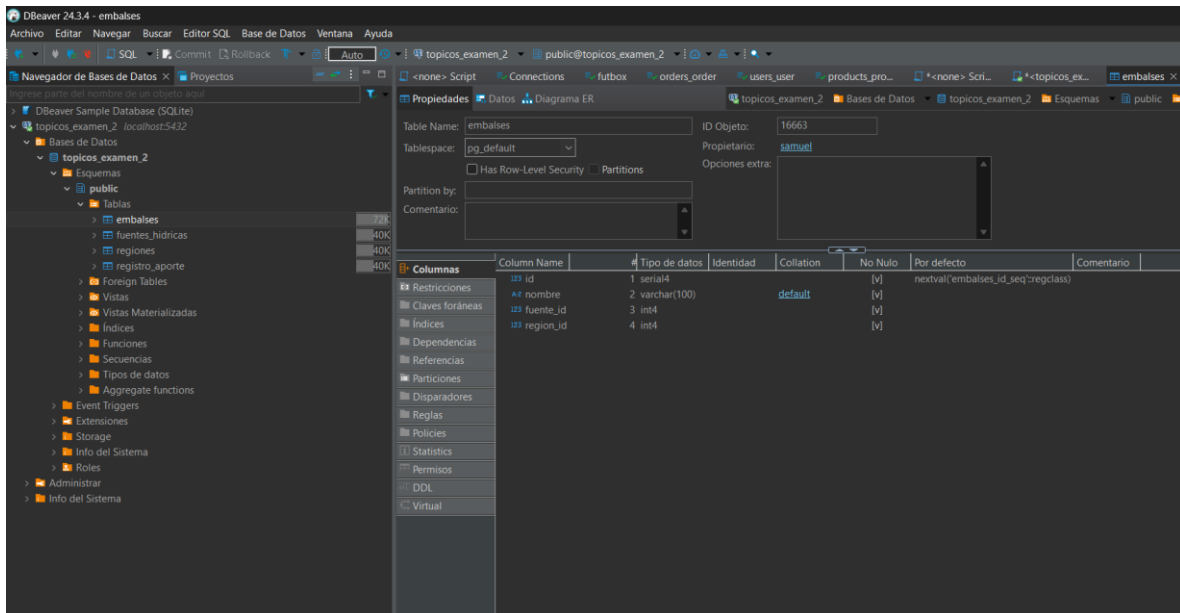 DBeaver 24.3.4 - embalses
Archivo Editar Navegar Buscar Editor SQL Base de Datos Ventana Ayuda
SQL Commit Rollback Auto topicos_examen_2 public@topicos_examen_2
Navegador de Bases de Datos Proyectos
Ingrese parte del nombre de un objeto aquí
DBeaver Sample Database (SQLite)
topicos_examen_2 localhost:5432
Bases de Datos
topicos_examen_2
Esquemas
public
Tablas
embalses 72K
fuentes_hidricas 40K
regiones 40K
registro_aporte 40K
Foreign Tables
Vistas
Vistas Materializadas
Índices
Funciones
Secuencias
Tipos de datos
Aggregate functions
Event Triggers
Extensiones
Storage
Info del Sistema
Roles
Administrar
Info del Sistema
<none> Script Connections futbox orders_order users_user products_pro... *<none> Scri... *<topicos_ex... embalses
Propiedades Datos Diagrama ER topicos_examen_2 Bases de Datos topicos_examen_2 Esquemas public
Table Name: embalses ID Objeto: 16663
Tablespace: pg_default Propietario: samuel
Has Row-Level Security Partitions Opciones extra:
Partition by:
Comentario:
Columnas
Restricciones
Claves foráneas
Índices
Dependencias
Referencias
Particiones
Disparadores
Reglas
Policies
Statistics
Permisos
DDL
Virtual
Column Name # Tipo de datos Identidad Collation No Nulo Por defecto Comentario
123 id 1 serial4 [v] nextval('embalses_id_seq'::regclass)
A-Z nombre 2 varchar(100) default [v]
123 fuente_id 3 int4 [v]
123 region_id 4 int4 [v]